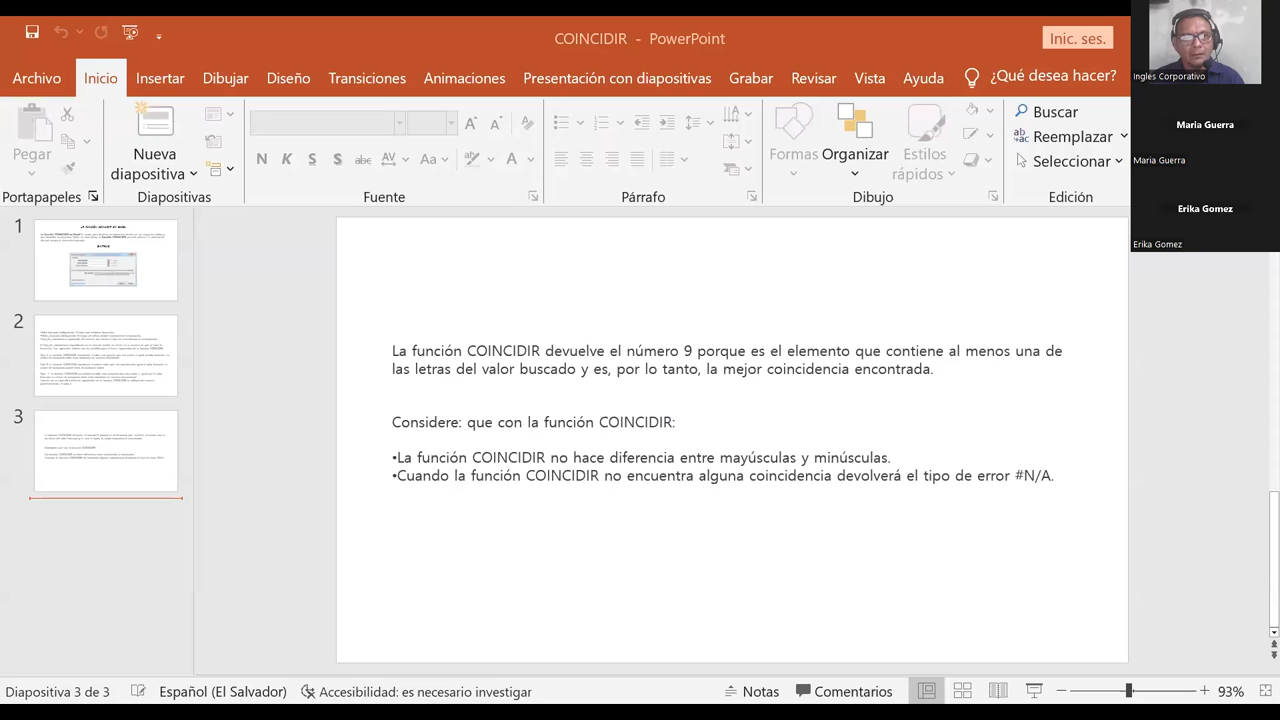 COINCIDIR - PowerPoint
Inic. ses.
Archivo Inicio Insertar Dibujar Diseño Transiciones Animaciones Presentación con diapositivas Grabar Revisar Vista Ayuda ¿Qué desea hacer?
Pegar
Nueva diapositiva
N K S S abc AV Aa A
Formas
Organizar
Estilos rápidos
Buscar
Reemplazar
Seleccionar
Portapapeles Diapositivas Fuente Párrafo Dibujo Edición
Ingles Corporativo
Maria Guerra
Maria Guerra
Erika Gomez
Erika Gomez
1
2
3
La función COINCIDIR devuelve el número 9 porque es el elemento que contiene al menos una de
las letras del valor buscado y es, por lo tanto, la mejor coincidencia encontrada.
Considere: que con la función COINCIDIR:
•La función COINCIDIR no hace diferencia entre mayúsculas y minúsculas.
•Cuando la función COINCIDIR no encuentra alguna coincidencia devolverá el tipo de error #N/A.
Diapositiva 3 de 3 Español (El Salvador) Accesibilidad: es necesario investigar Notas Comentarios 93%